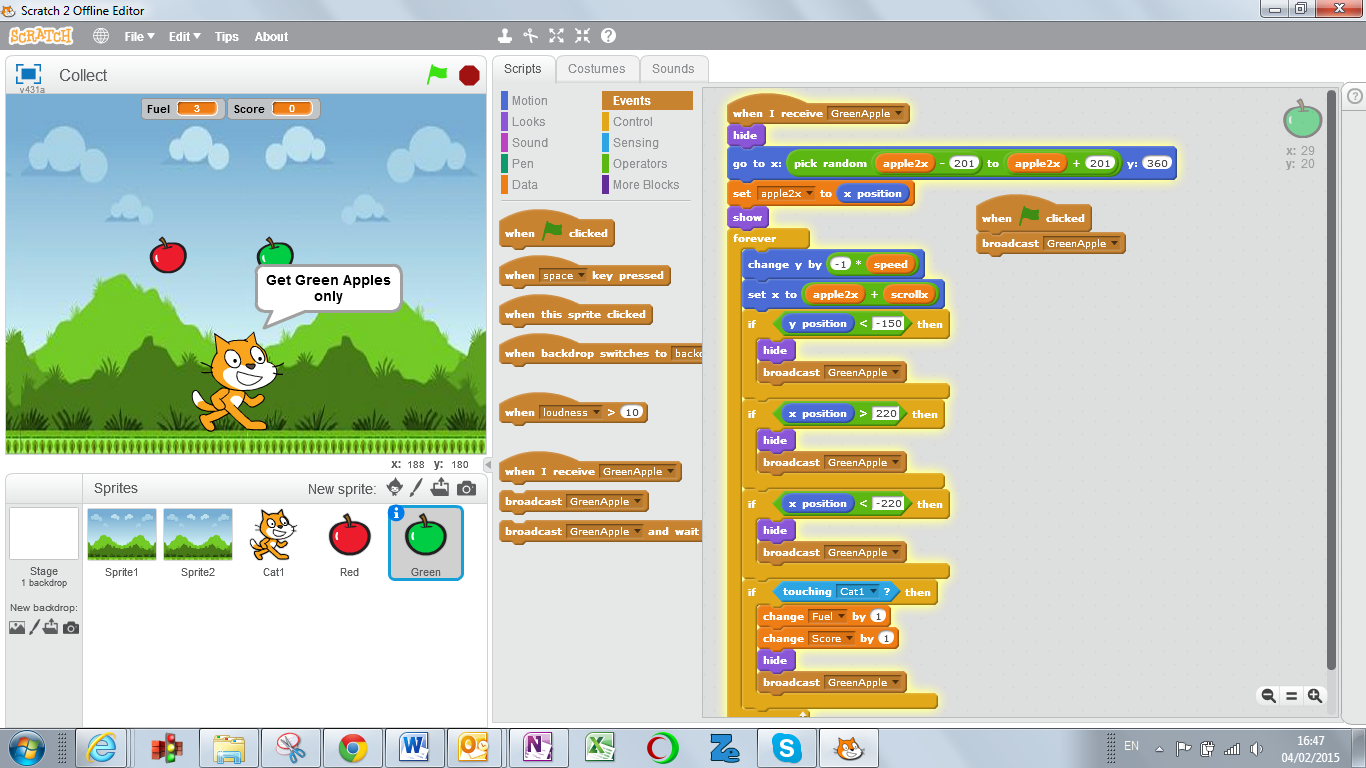 Scratch 2 Offline Editor
SCRATCH File Edit Tips About
v431a
Collect
Fuel 3 Score 0
Get Green Apples
only
x: 188 y: 180
Sprites New sprite:
Stage
1 backdrop
New backdrop:
Sprite1 Sprite2 Cat1 Red Green
Scripts Costumes Sounds
Motion Events
Looks Control
Sound Sensing
Pen Operators
Data More Blocks
when clicked
when space key pressed
when this sprite clicked
when backdrop switches to backd
when loudness > 10
when I receive GreenApple
broadcast GreenApple
broadcast GreenApple and wait
when I receive GreenApple
hide
go to x: pick random apple2x - 201 to apple2x + 201 y: 360
set apple2x to x position
show
forever
change y by -1 * speed
set x to apple2x + scrollx
if y position < -150 then
hide
broadcast GreenApple
if x position > 220 then
hide
broadcast GreenApple
if x position < -220 then
hide
broadcast GreenApple
if touching Cat1 ? then
change Fuel by 1
change Score by 1
hide
broadcast GreenApple
when clicked
broadcast GreenApple
x: 29
y: 20
EN
16:47
04/02/2015